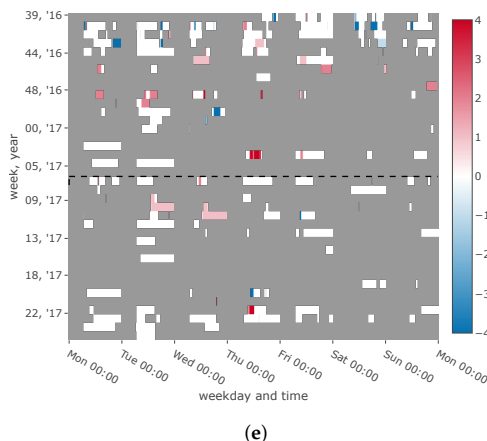 39, '16
44, '16
48, '16
00, '17
05, '17
09, '17
13, '17
18, '17
22, '17
week, year
Mon 00:00
Tue 00:00
Wed 00:00
Thu 00:00
Fri 00:00
Sat 00:00
Sun 00:00
Mon 00:00
weekday and time
4
3
2
1
0
−1
−2
−3
−4
(e)